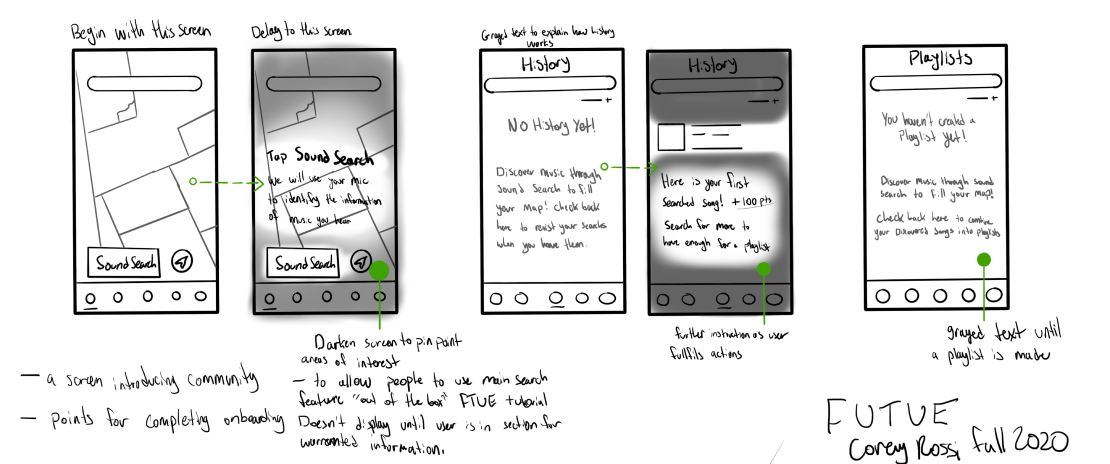 Begin with this screen
Delay to this screen
Tap Sound Search
we will use your mic
to identify the information
of music you hear
Sound Search
Sound Search
Darken screen to pin point
areas of interest
– to allow people to use main search
feature "out of the box" FTUE tutorial
Doesn't display until user is in section for
warranted information.
— a screen introducing community
— points for completing onboarding
Grayed text to explain how history
works
History
No History Yet!
Discover music through
Sound Search to fill
your Map! Check back
here to revisit your searches
when you have them.
History
Here is your first
searched song! +100 pts
Search for more to
have enough for a playlist
further instruction as user
fullfils actions
Playlists
You haven't created a
Playlist Yet!
Discover Music through sound
search to fill your map!
Check back here to combine
your Discovered songs into playlists
grayed text until
a playlist is made
FUTUE
Corey Rossi Fall 2020